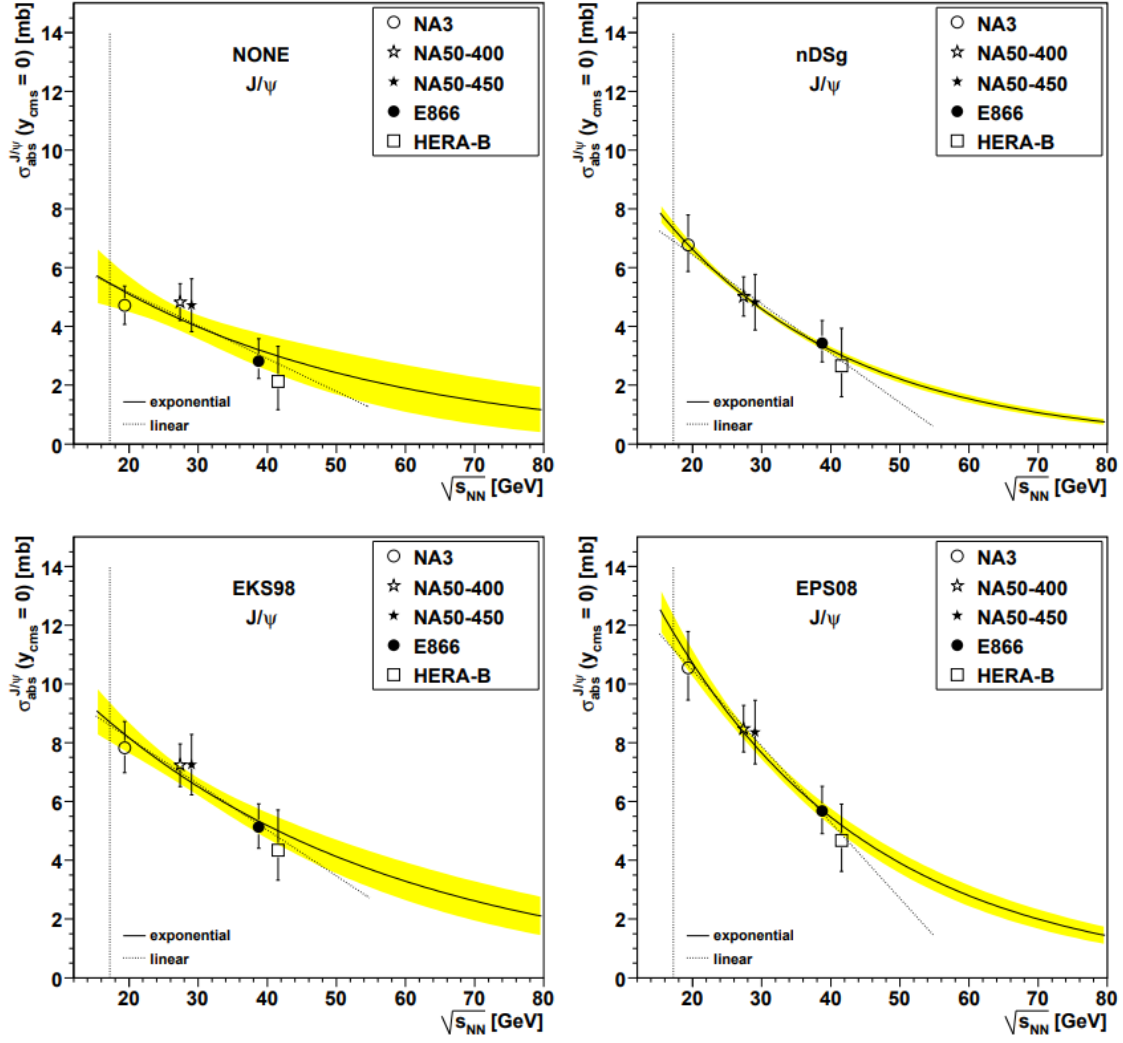 σ_abs^J/ψ (y_cms = 0) [mb]
14
12
10
8
6
4
2
0
NONE
J/ψ
NA3
NA50-400
NA50-450
E866
HERA-B
exponential
linear
20 30 40 50 60 70 80
√s_NN [GeV]
σ_abs^J/ψ (y_cms = 0) [mb]
14
12
10
8
6
4
2
0
nDSg
J/ψ
NA3
NA50-400
NA50-450
E866
HERA-B
exponential
linear
20 30 40 50 60 70 80
√s_NN [GeV]
σ_abs^J/ψ (y_cms = 0) [mb]
14
12
10
8
6
4
2
0
EKS98
J/ψ
NA3
NA50-400
NA50-450
E866
HERA-B
exponential
linear
20 30 40 50 60 70 80
√s_NN [GeV]
σ_abs^J/ψ (y_cms = 0) [mb]
14
12
10
8
6
4
2
0
EPS08
J/ψ
NA3
NA50-400
NA50-450
E866
HERA-B
exponential
linear
20 30 40 50 60 70 80
√s_NN [GeV]